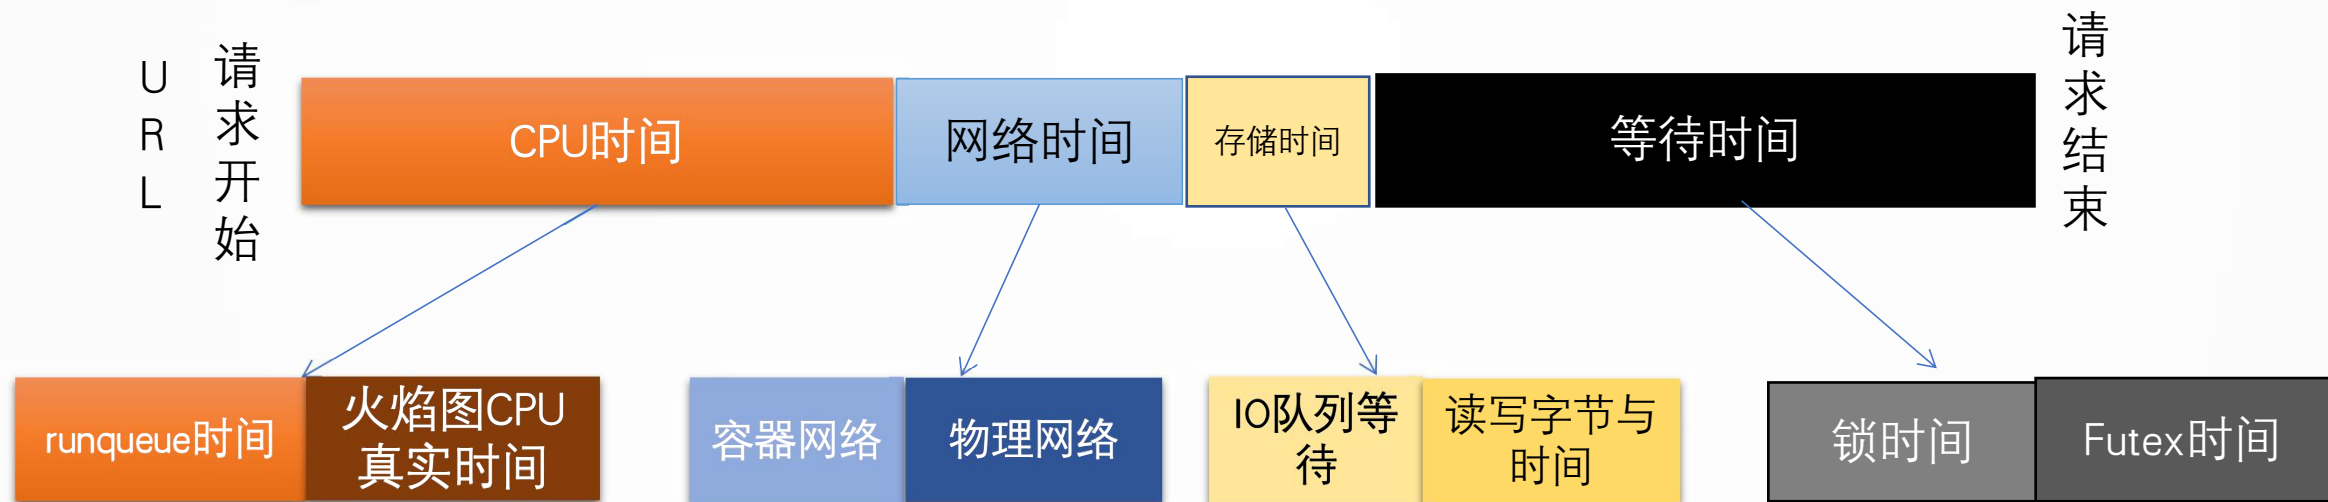 URL
请求开始
CPU时间
网络时间
存储时间
等待时间
请求结束
runqueue时间
火焰图CPU
真实时间
容器网络
物理网络
IO队列等
待
读写字节与
时间
锁时间
Futex时间